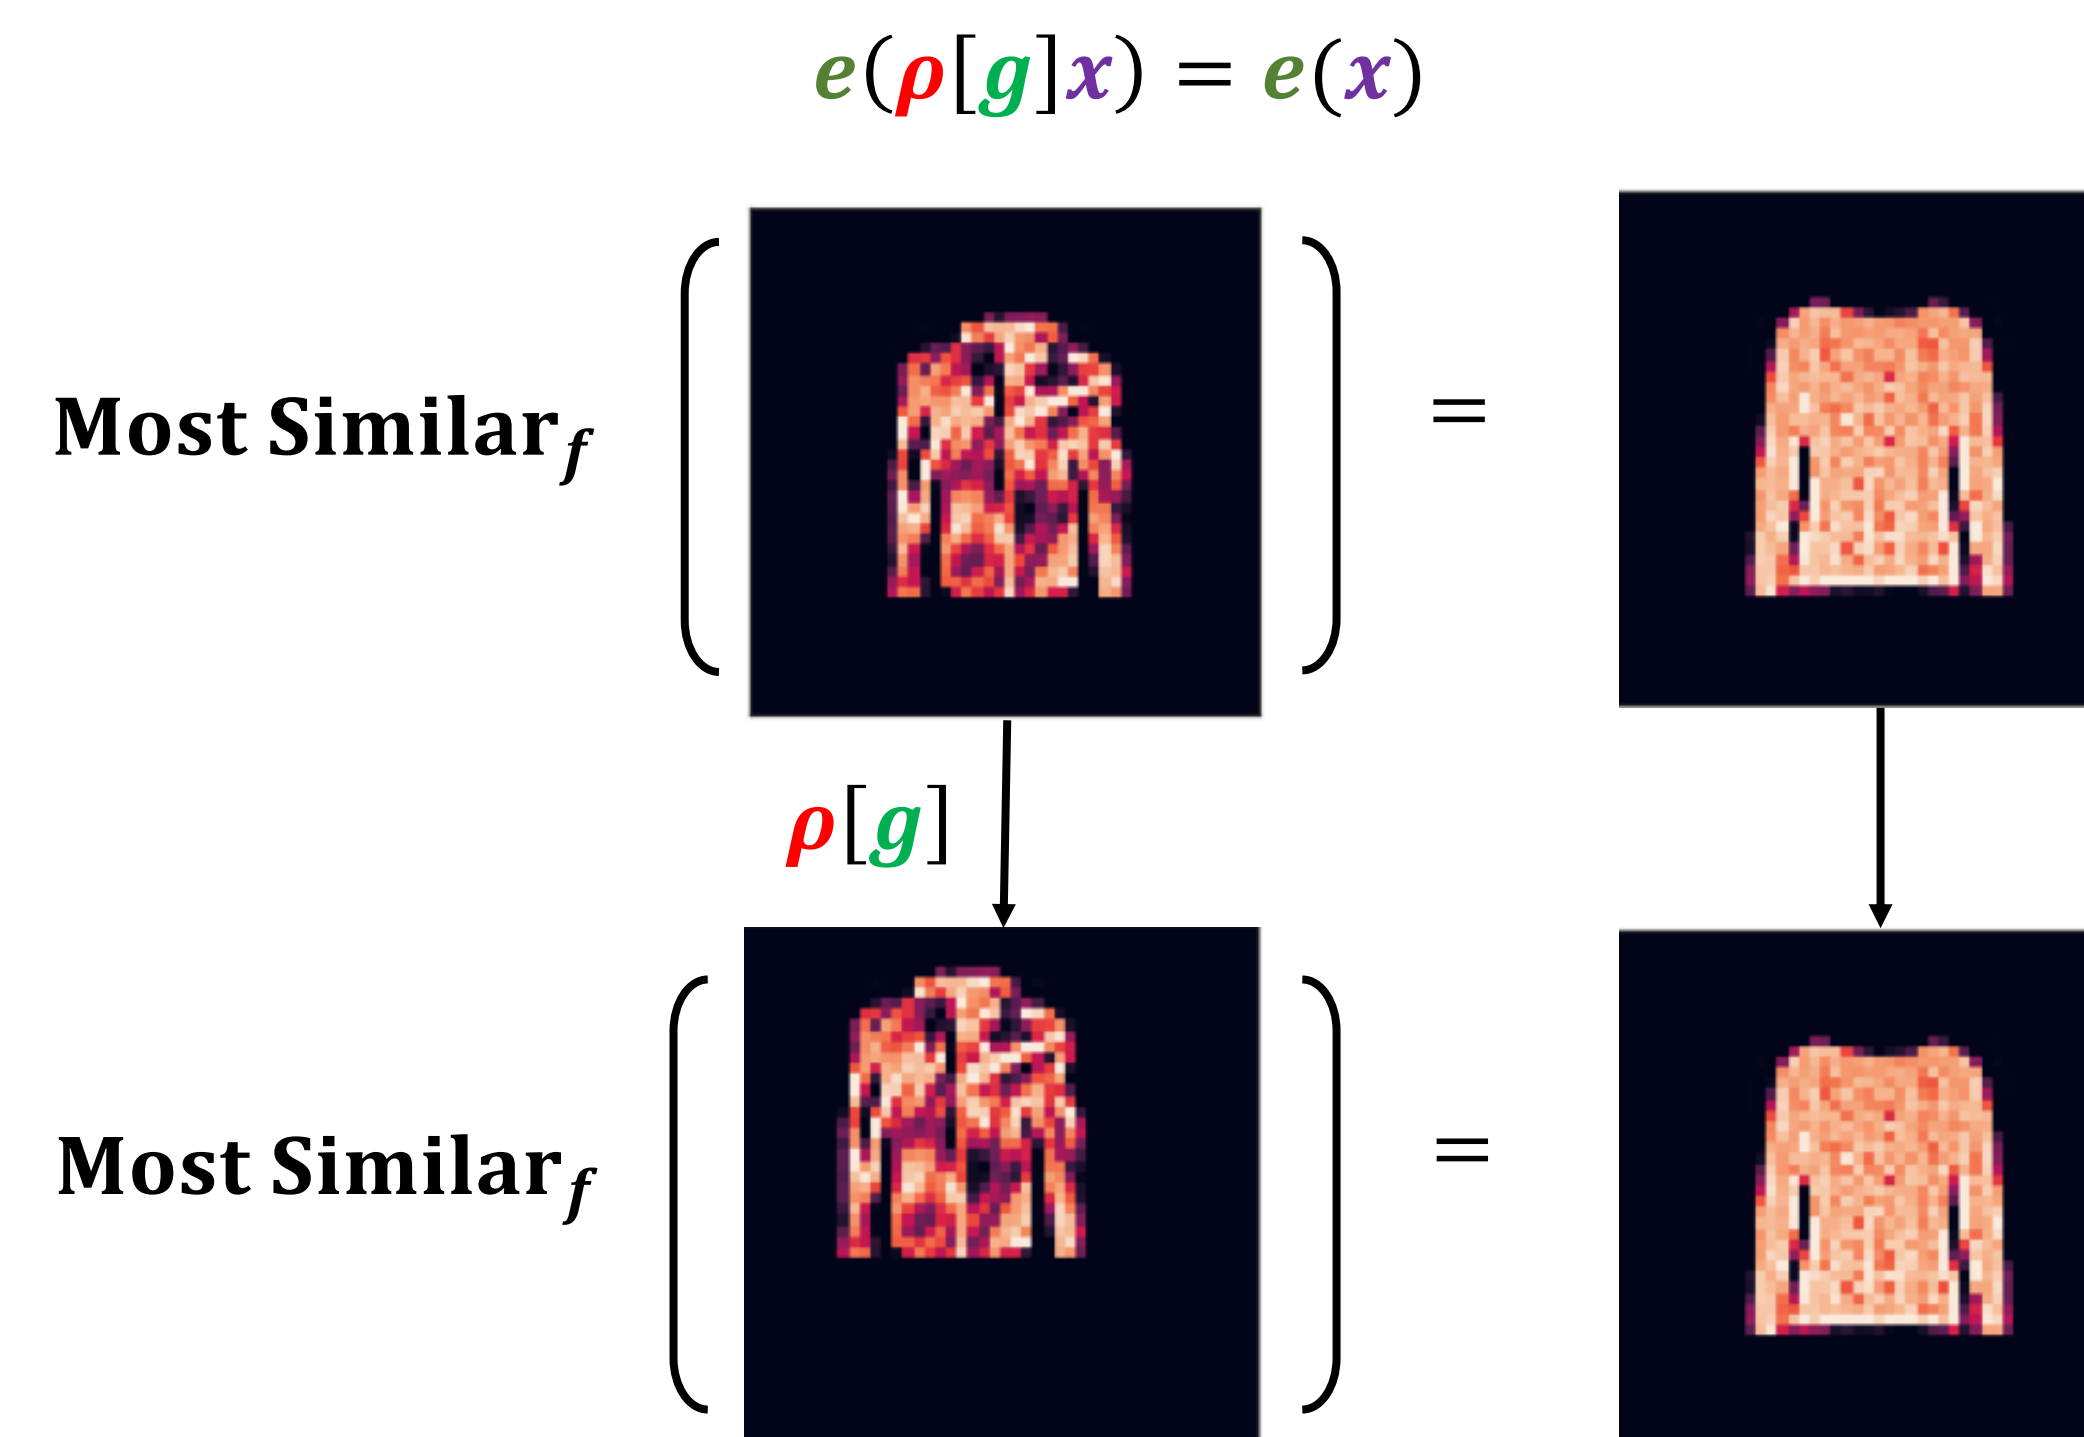 e(ρ[g]x) = e(x)
Most Similar_f ( ) =
ρ[g]
Most Similar_f ( ) =